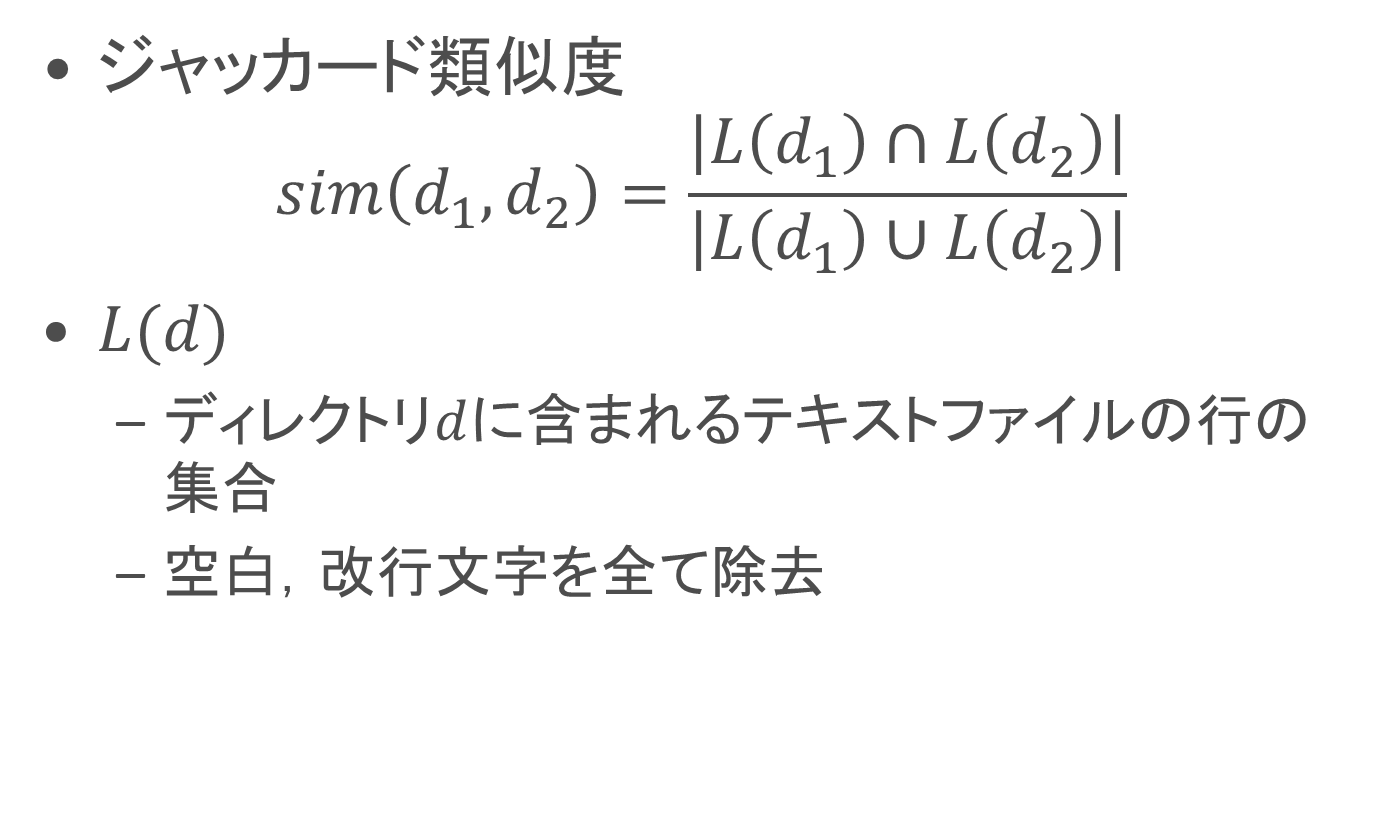 • ジャッカード類似度
sim(d₁, d₂) = |L(d₁) ∩ L(d₂)| / |L(d₁) ∪ L(d₂)|
• L(d)
– ディレクトリdに含まれるテキストファイルの行の
集合
– 空白，改行文字を全て除去